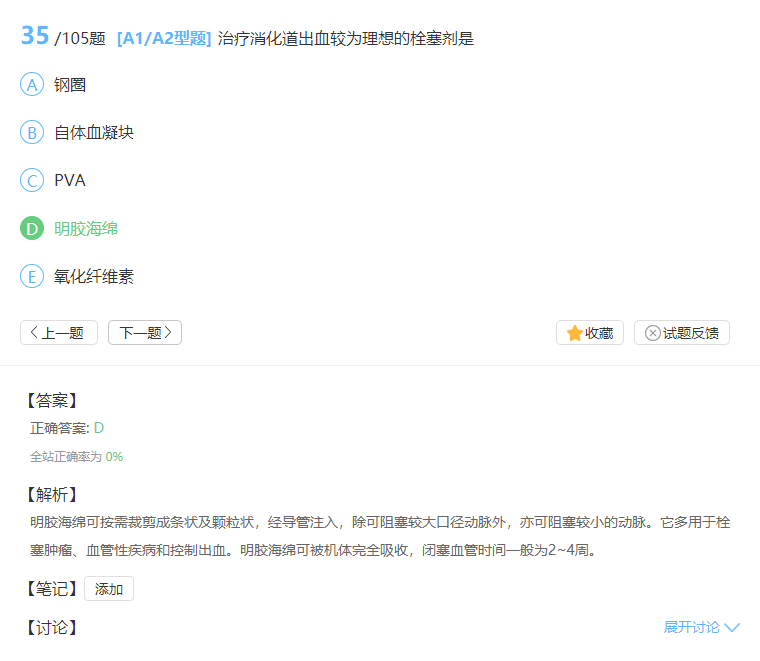 35 /105题 [A1/A2型题] 治疗消化道出血较为理想的栓塞剂是
A 钢圈
B 自体血凝块
C PVA
D 明胶海绵
E 氧化纤维素
上一题 下一题 收藏 试题反馈
【答案】
正确答案: D
全站正确率为 0%
【解析】
明胶海绵可按需裁剪成条状及颗粒状，经导管注入，除可阻塞较大口径动脉外，亦可阻塞较小的动脉。它多用于栓
塞肿瘤、血管性疾病和控制出血。明胶海绵可被机体完全吸收，闭塞血管时间一般为2~4周。
【笔记】 添加
【讨论】 展开讨论